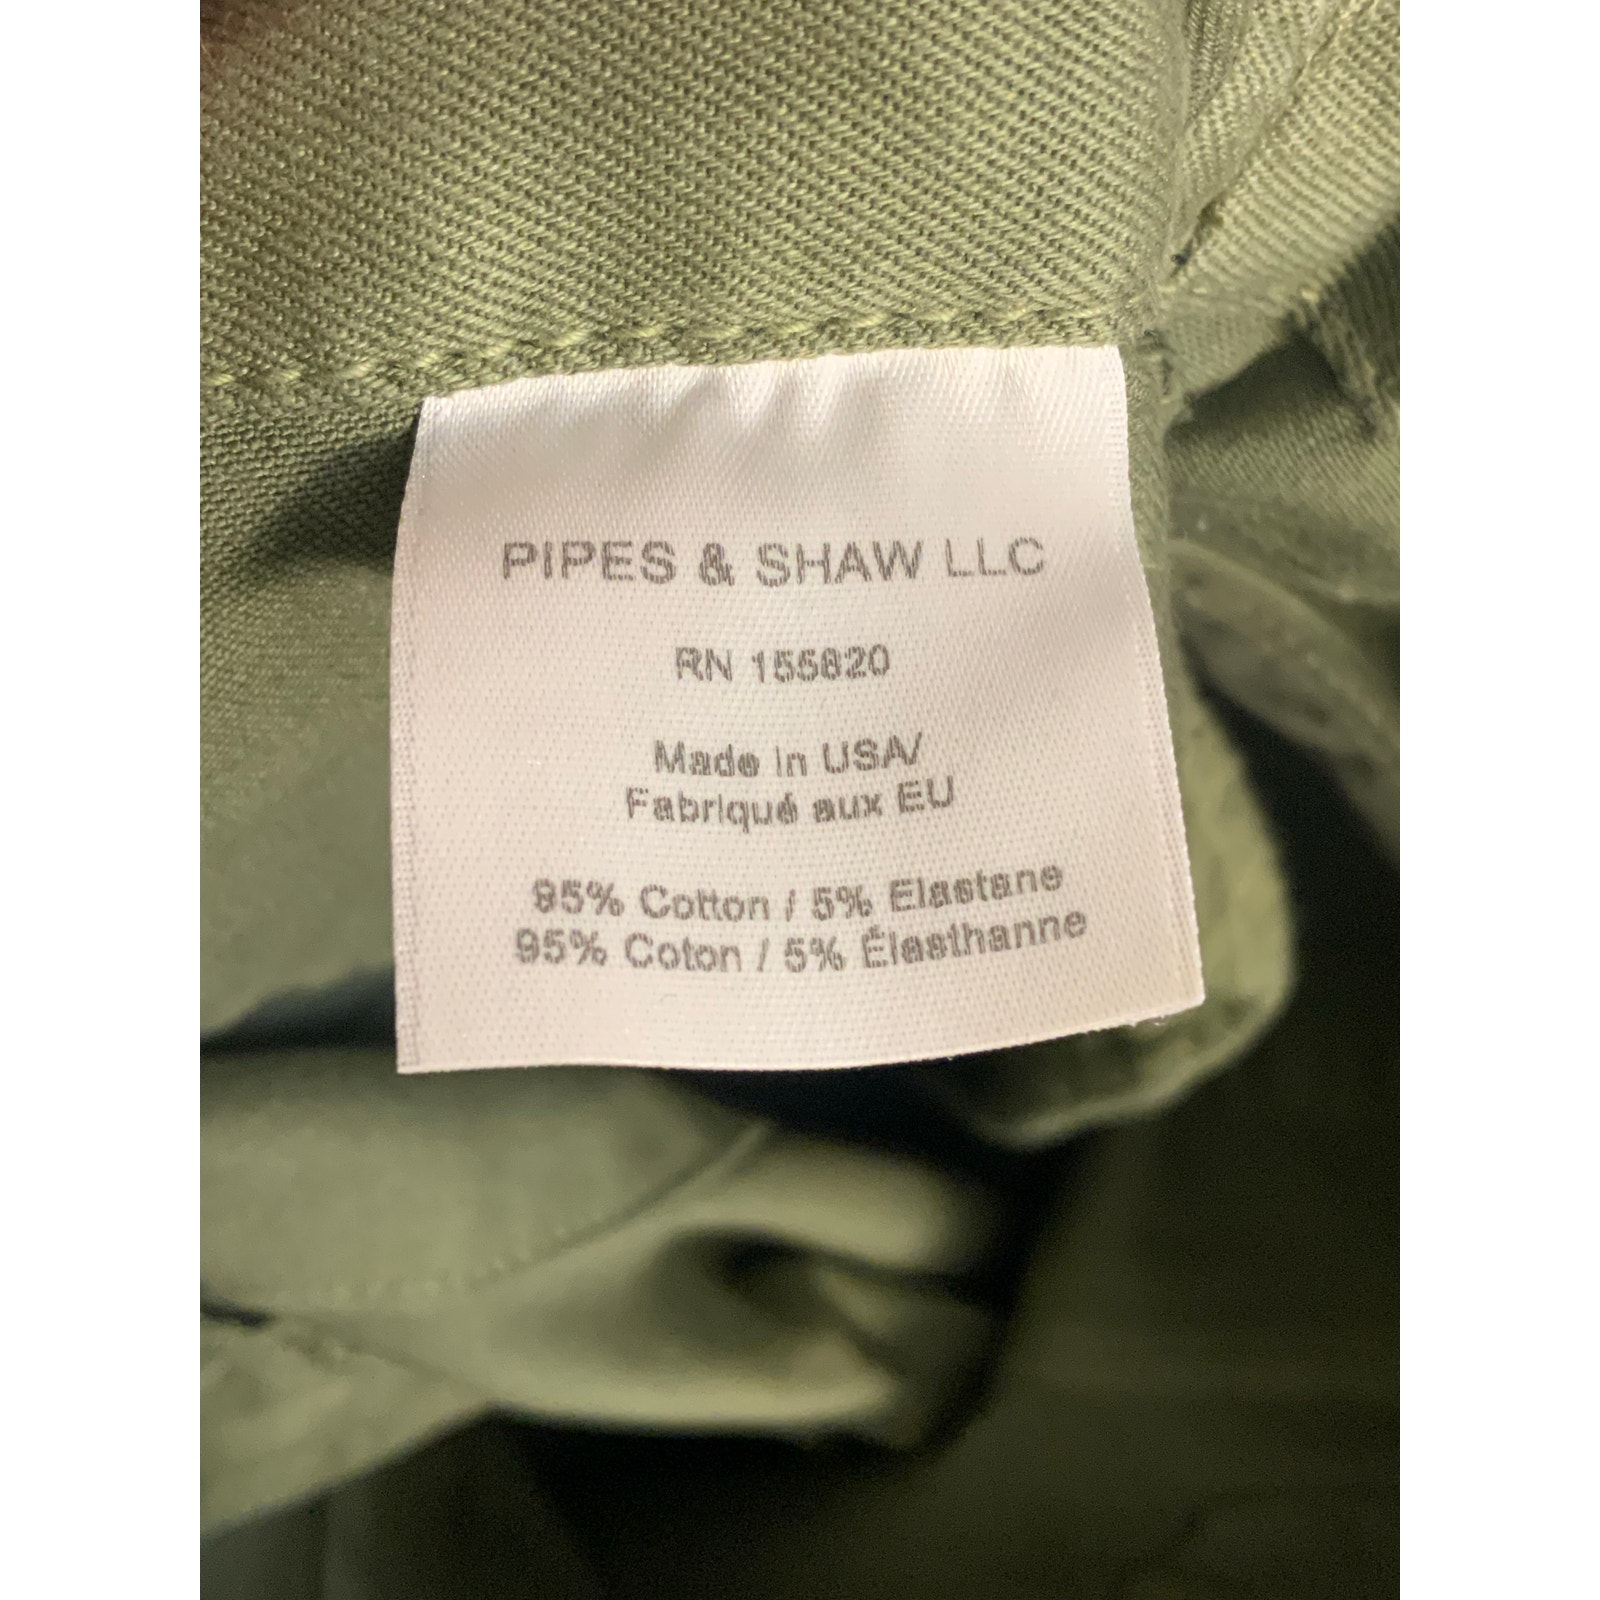 PIPES & SHAW LLC
RN 155820
Made in USA/
Fabriqué aux EU
95% Cotton / 5% Elastane
95% Coton / 5% Élasthanne